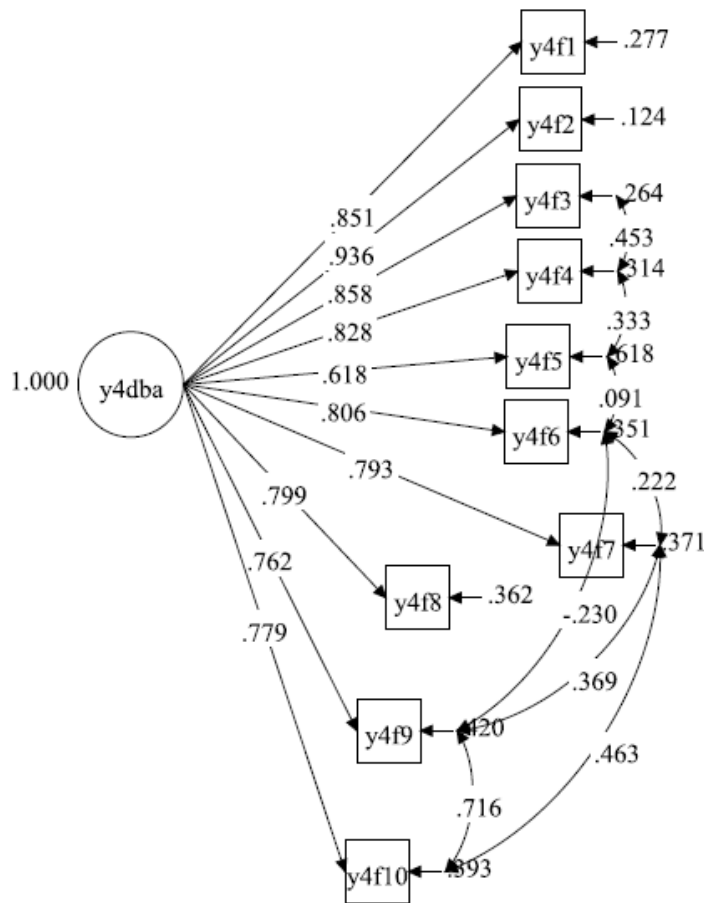 y4f1
.277
y4f2
.124
y4f3
.264
.851
.453
.936
y4f4
.314
.858
.828
.333
1.000
y4dba
.618
y4f5
.618
.806
.091
y4f6
.351
.793
.222
.799
y4f7
.371
.762
y4f8
.362
-.230
.779
.369
y4f9
.420
.463
.716
y4f10
.393